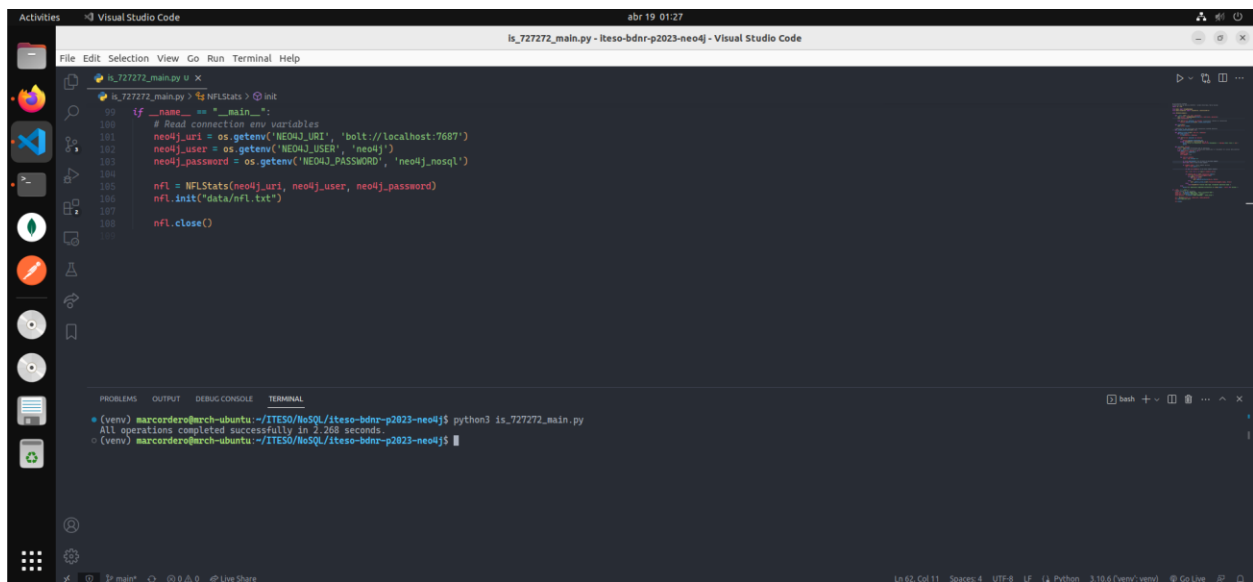 Activities Visual Studio Code abr 19 01:27
is_727272_main.py - iteso-bdnr-p2023-neo4j - Visual Studio Code
File Edit Selection View Go Run Terminal Help
is_727272_main.py U ×
is_727272_main.py > NFLStats > init
99 if __name__ == "__main__":
100 # Read connection env variables
101 neo4j_uri = os.getenv('NEO4J_URI', 'bolt://localhost:7687')
102 neo4j_user = os.getenv('NEO4J_USER', 'neo4j')
103 neo4j_password = os.getenv('NEO4J_PASSWORD', 'neo4j_nosql')
104
105 nfl = NFLStats(neo4j_uri, neo4j_user, neo4j_password)
106 nfl.init("data/nfl.txt")
107
108 nfl.close()
109
PROBLEMS OUTPUT DEBUG CONSOLE TERMINAL bash
(venv) marcordero@mrch-ubuntu:~/ITESO/NoSQL/iteso-bdnr-p2023-neo4j$ python3 is_727272_main.py
All operations completed successfully in 2.268 seconds.
(venv) marcordero@mrch-ubuntu:~/ITESO/NoSQL/iteso-bdnr-p2023-neo4j$
main* 0 0 Live Share Ln 62, Col 11 Spaces: 4 UTF-8 LF Python 3.10.6 ('venv': venv) Go Live